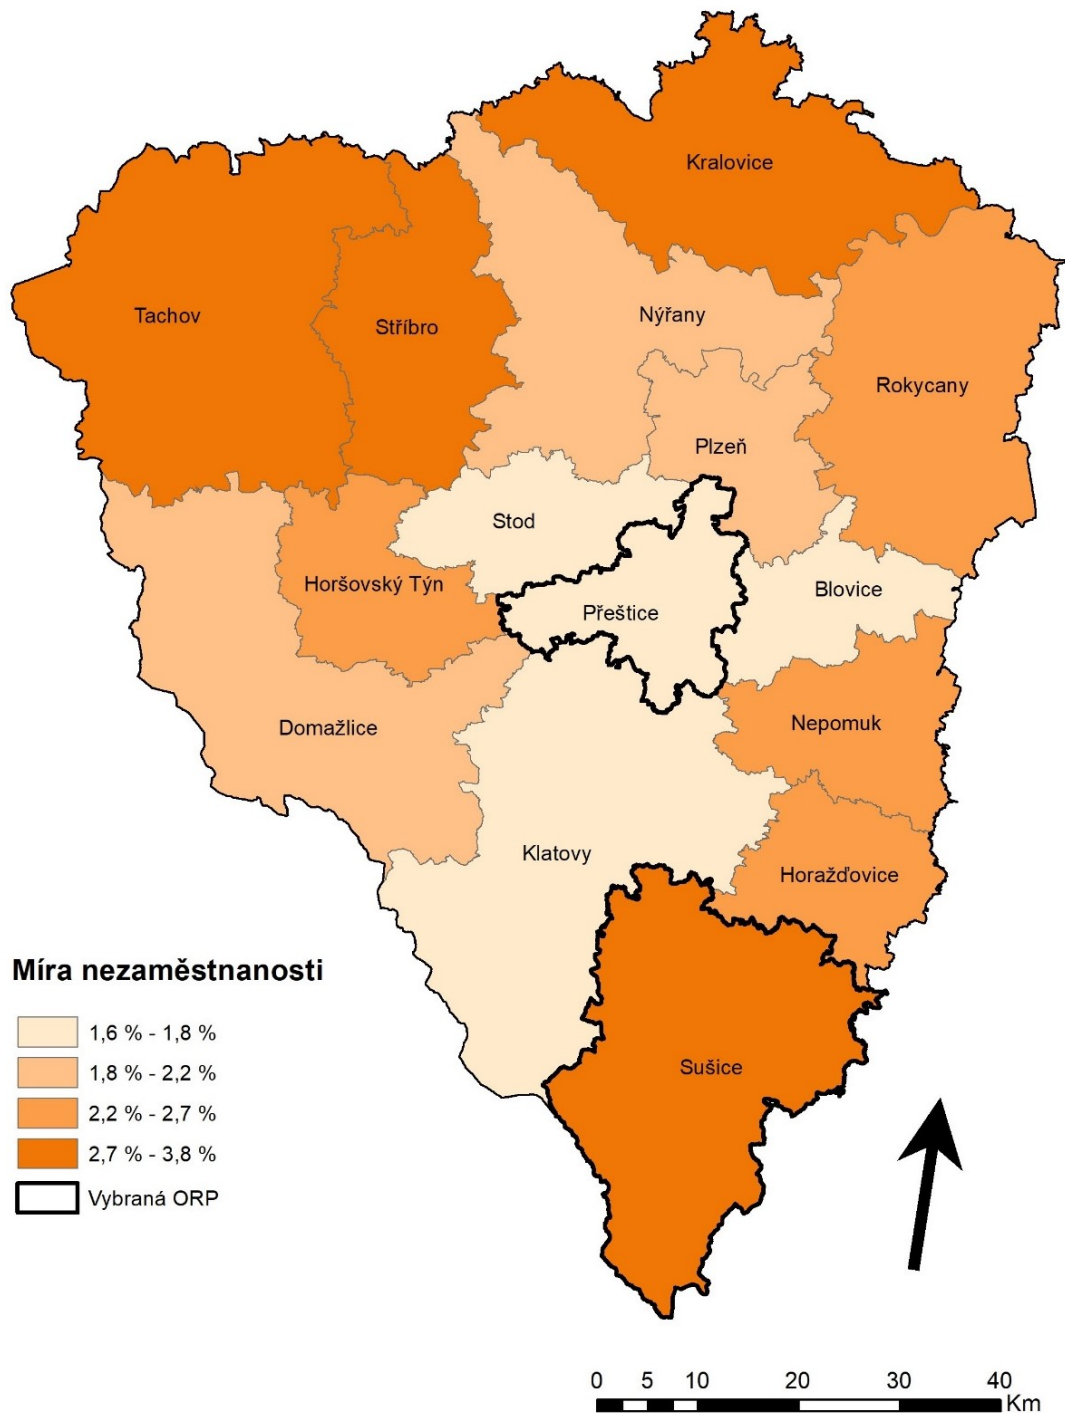 Kralovice
Tachov
Stříbro
Nýřany
Rokycany
Plzeň
Stod
Horšovský Týn
Přeštice
Blovice
Domažlice
Nepomuk
Klatovy
Horažďovice
Sušice
Míra nezaměstnanosti
1,6 % - 1,8 %
1,8 % - 2,2 %
2,2 % - 2,7 %
2,7 % - 3,8 %
Vybraná ORP
0 5 10 20 30 40
Km